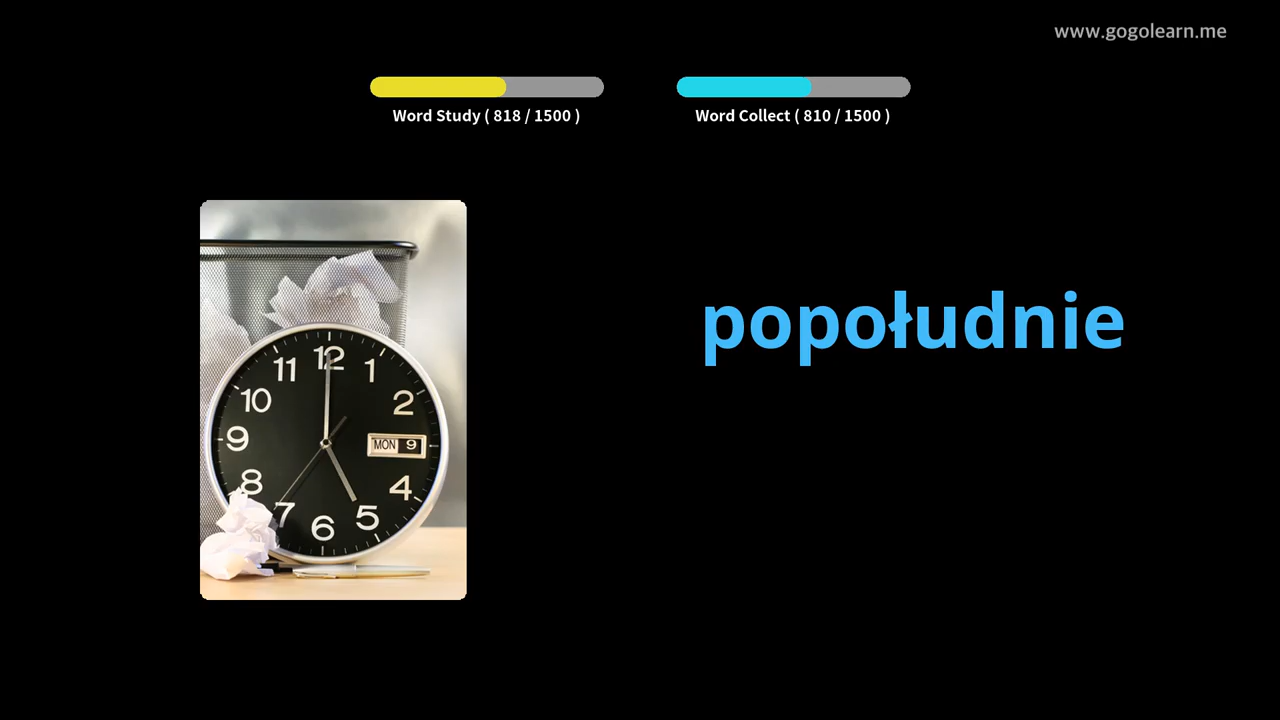 www.gogolearn.me
Word Study ( 818 / 1500 )
Word Collect ( 810 / 1500 )
popołudnie
12
11
1
10
2
9
MON 9
8
4
7
5
6